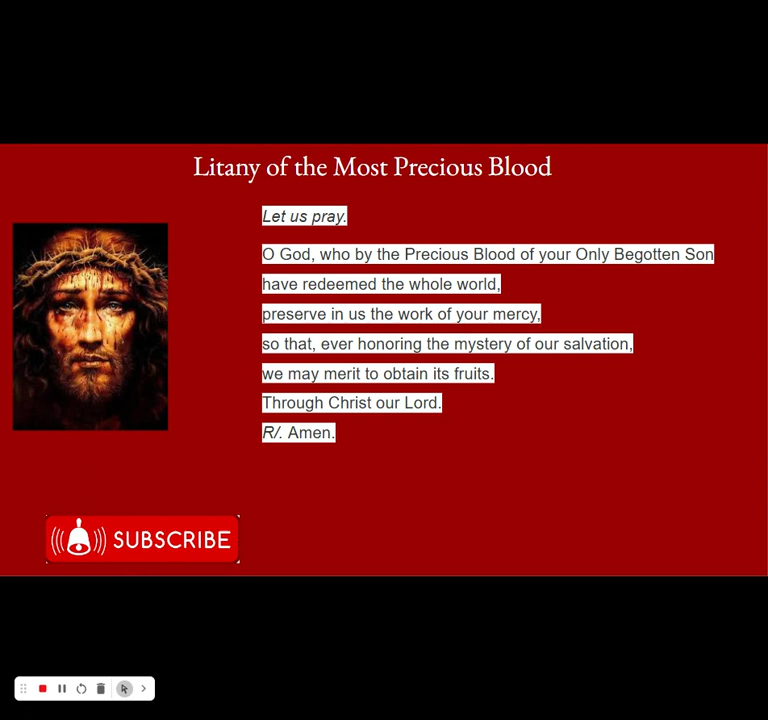 Litany of the Most Precious Blood
Let us pray.
O God, who by the Precious Blood of your Only Begotten Son
have redeemed the whole world,
preserve in us the work of your mercy,
so that, ever honoring the mystery of our salvation,
we may merit to obtain its fruits.
Through Christ our Lord.
R/. Amen.
SUBSCRIBE